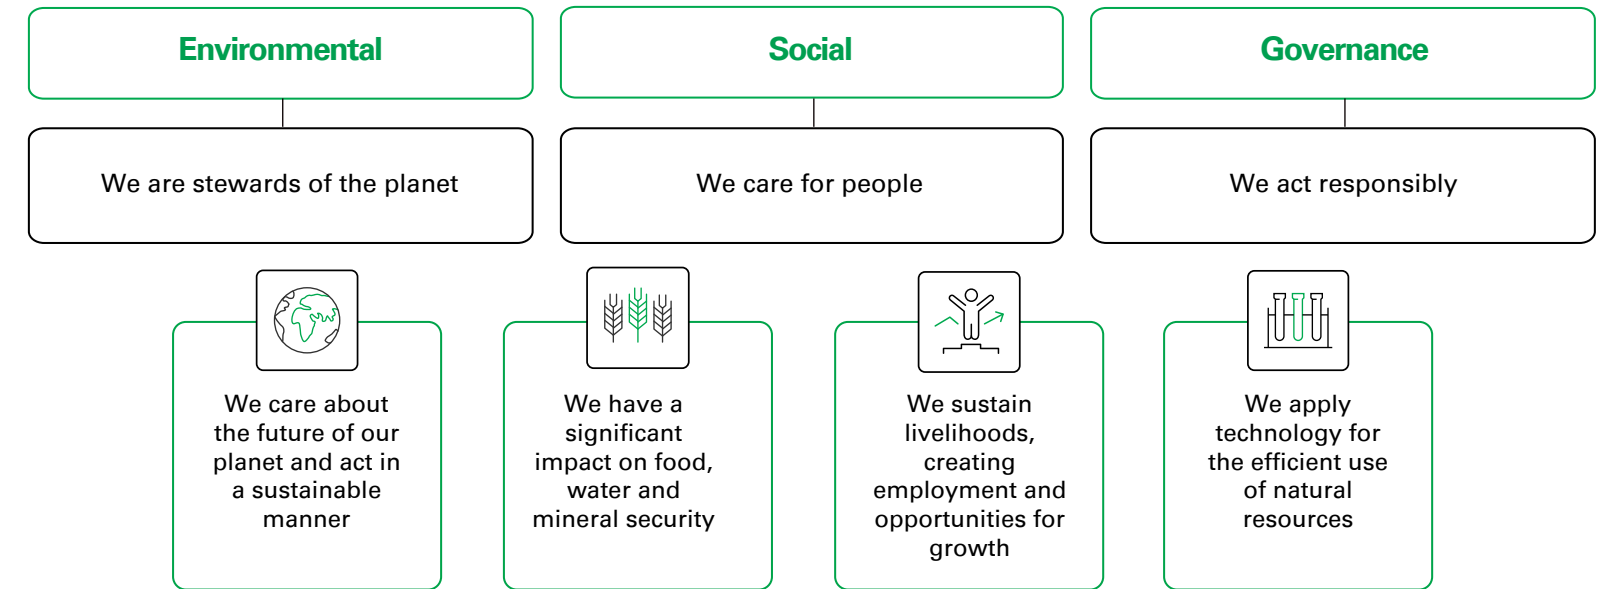 Environmental
Social
Governance
We are stewards of the planet
We care for people
We act responsibly
We care about
the future of our
planet and act in
a sustainable
manner
We have a
significant
impact on food,
water and
mineral security
We sustain
livelihoods,
creating
employment and
opportunities for
growth
We apply
technology for
the efficient use
of natural
resources